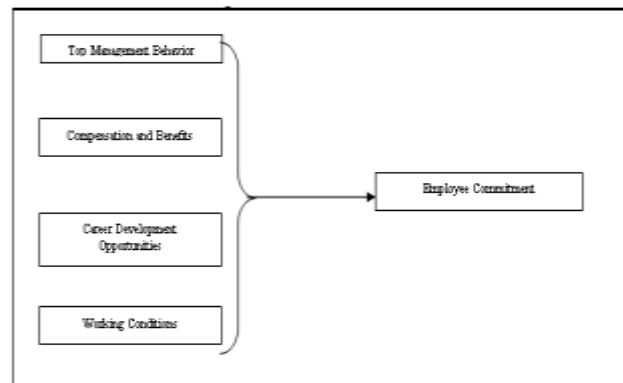 Top Management Behavior
Compensation and Benefits
Career Development
Opportunities
Working Conditions
Employee Commitment